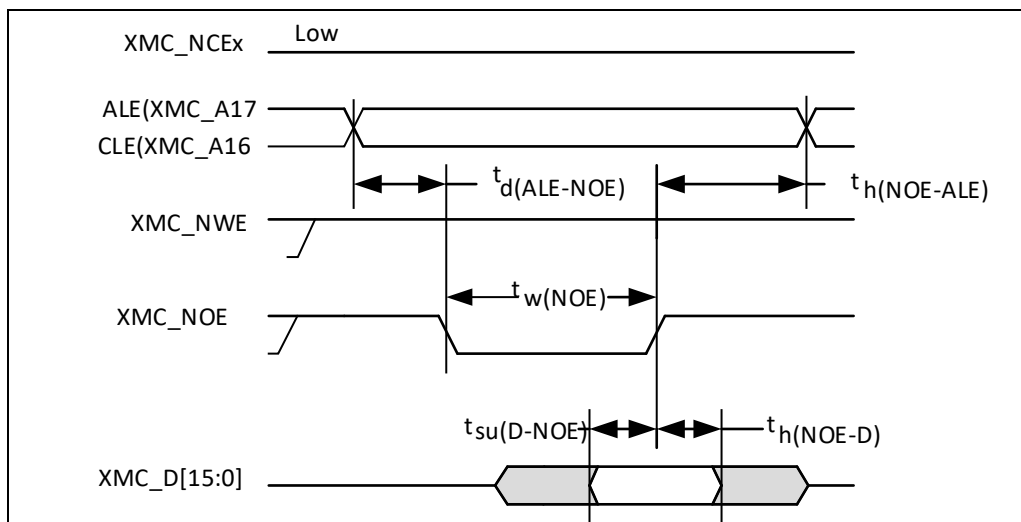 XMC_NCEx
Low
ALE(XMC_A17
CLE(XMC_A16
td(ALE-NOE)
th(NOE-ALE)
XMC_NWE
tw(NOE)
XMC_NOE
tsu(D-NOE)
th(NOE-D)
XMC_D[15:0]